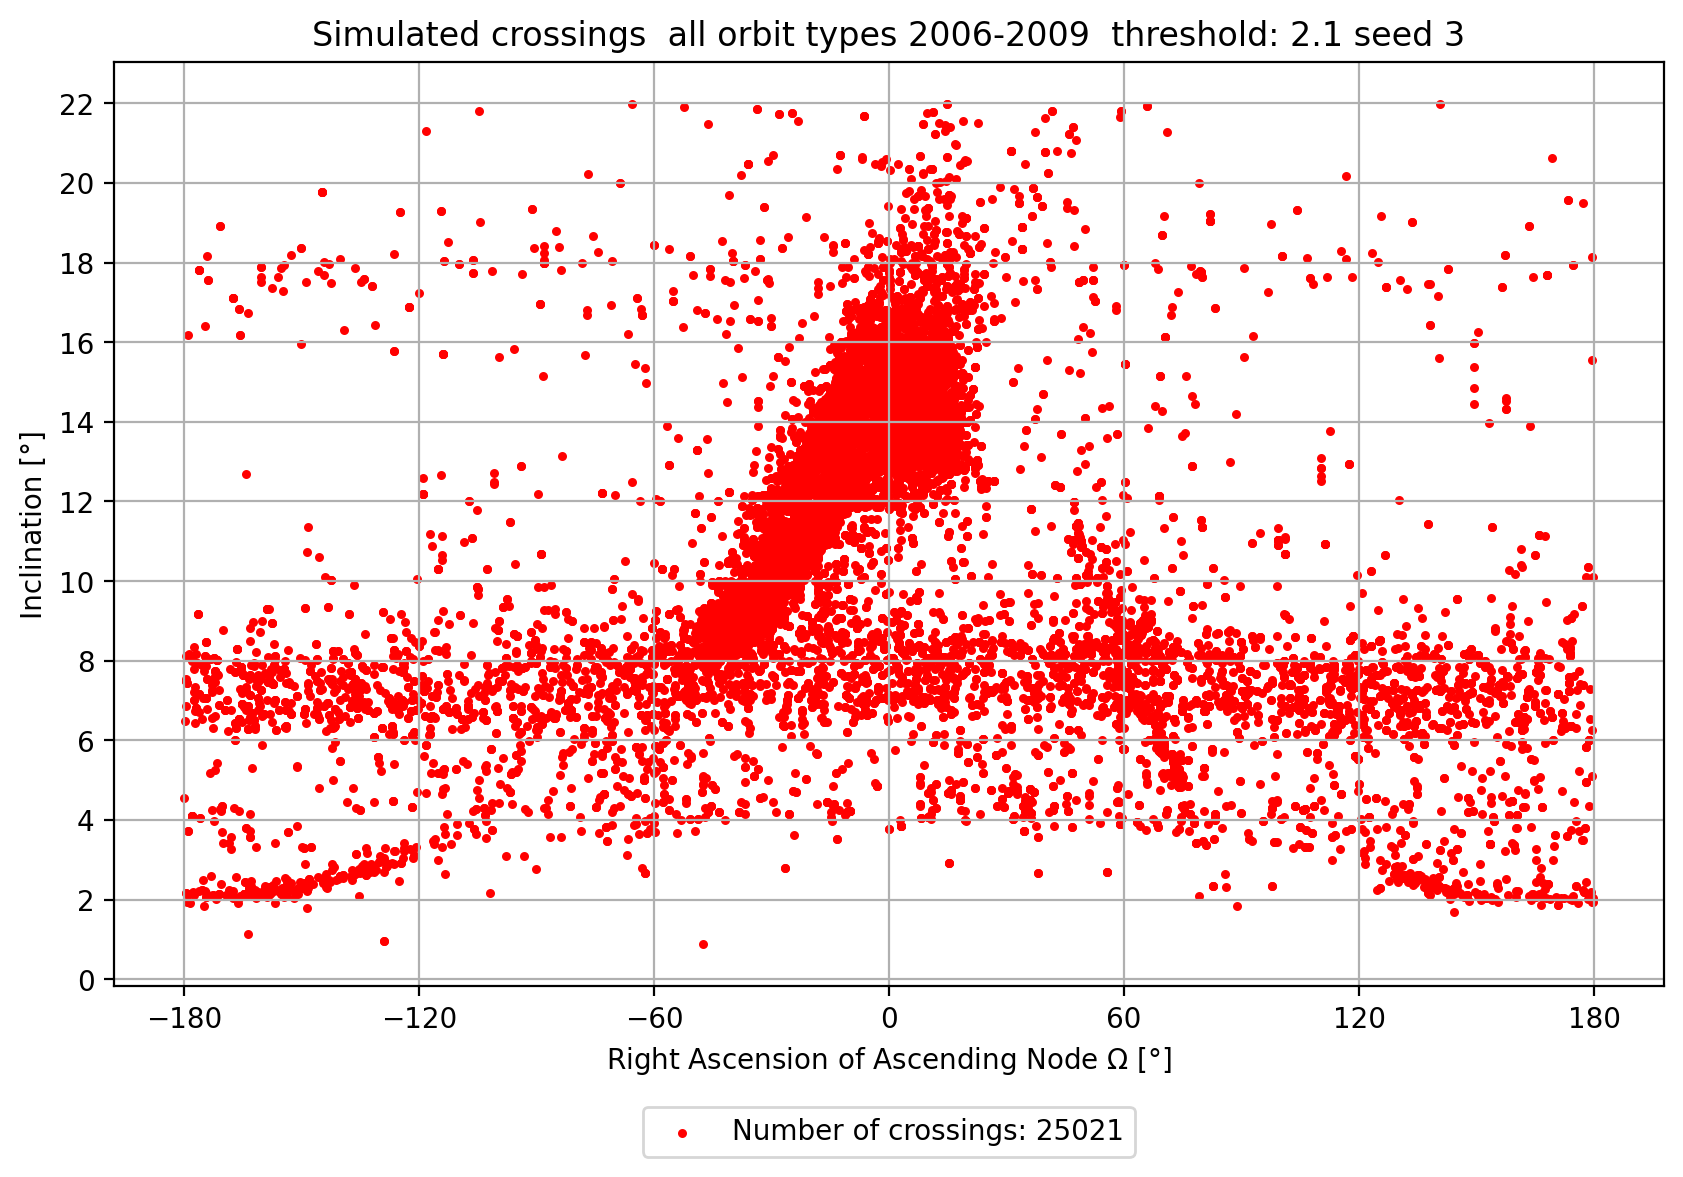 Simulated crossings  all orbit types 2006-2009  threshold: 2.1 seed 3
22
20
18
16
14
12
10
8
6
4
2
0
Inclination [°]
−180 −120 −60 0 60 120 180
Right Ascension of Ascending Node Ω [°]
Number of crossings: 25021